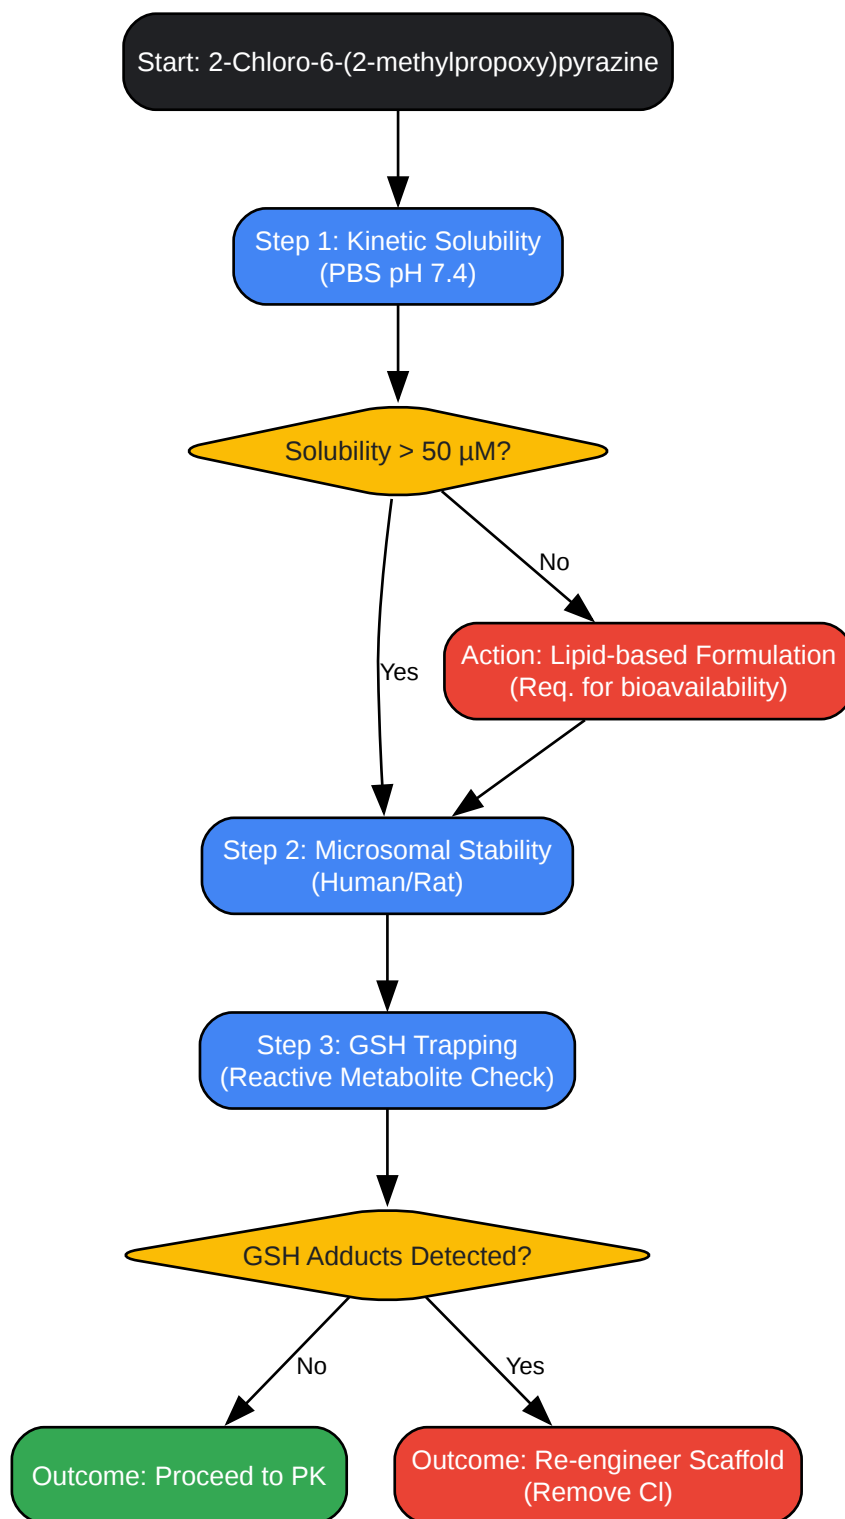 Start: 2-Chloro-6-(2-methylpropoxy)pyrazine
Step 1: Kinetic Solubility
(PBS pH 7.4)
Solubility > 50 µM?
No
Action: Lipid-based Formulation
(Req. for bioavailability)
Yes
Step 2: Microsomal Stability
(Human/Rat)
Step 3: GSH Trapping
(Reactive Metabolite Check)
GSH Adducts Detected?
No
Yes
Outcome: Proceed to PK
Outcome: Re-engineer Scaffold
(Remove Cl)